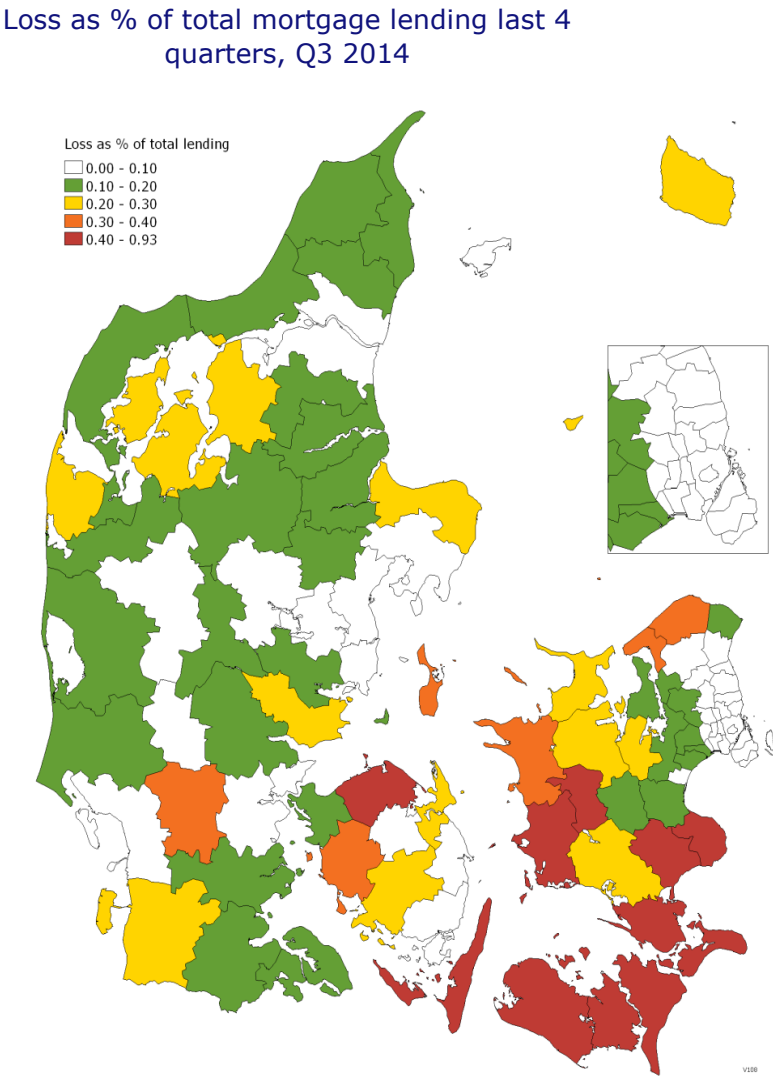 Loss as % of total mortgage lending last 4
quarters, Q3 2014
Loss as % of total lending
0.00 - 0.10
0.10 - 0.20
0.20 - 0.30
0.30 - 0.40
0.40 - 0.93
V108